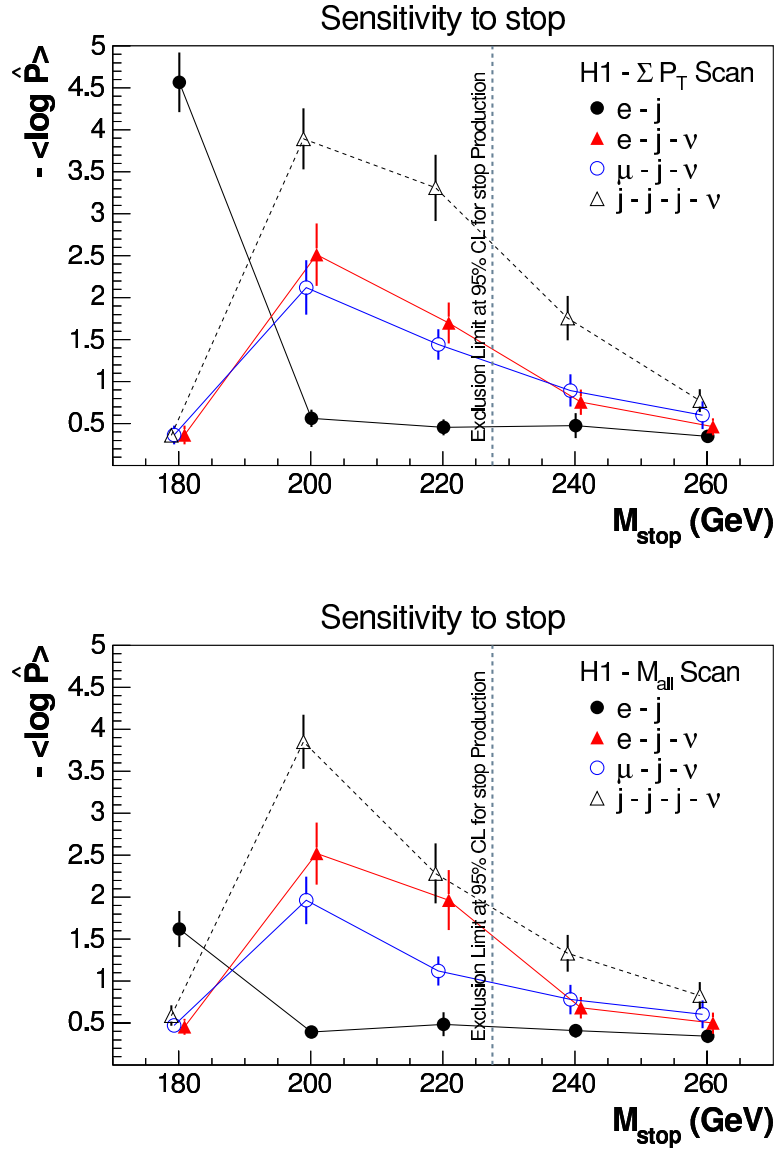 Sensitivity to stop
- <log P̂>
5
4.5
4
3.5
3
2.5
2
1.5
1
0.5
H1 - Σ P_T Scan
e - j
e - j - ν
μ - j - ν
j - j - j - ν
Exclusion Limit at 95% CL for stop Production
180 200 220 240 260
M_stop (GeV)
Sensitivity to stop
- <log P̂>
5
4.5
4
3.5
3
2.5
2
1.5
1
0.5
H1 - M_all Scan
e - j
e - j - ν
μ - j - ν
j - j - j - ν
Exclusion Limit at 95% CL for stop Production
180 200 220 240 260
M_stop (GeV)